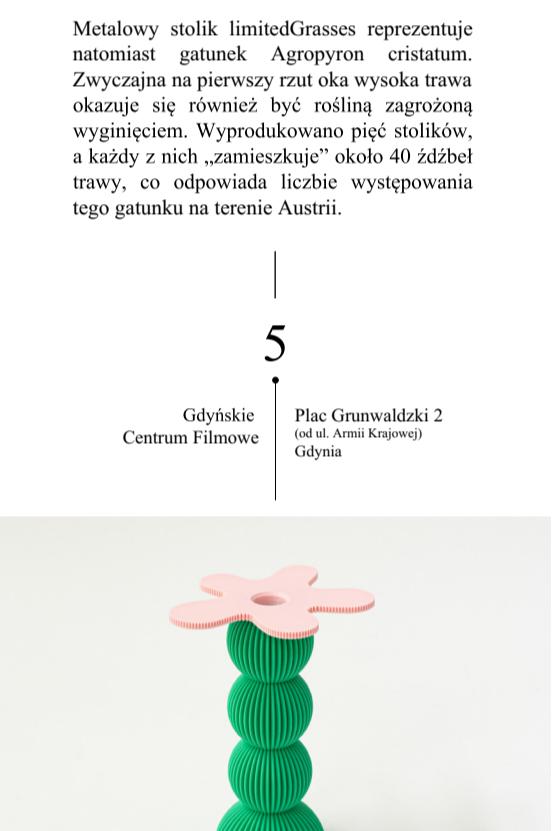 Metalowy stolik limitedGrasses reprezentuje
natomiast gatunek Agropyron cristatum.
Zwyczajna na pierwszy rzut oka wysoka trawa
okazuje się również być rośliną zagrożoną
wyginięciem. Wyprodukowano pięć stolików,
a każdy z nich „zamieszkuje” około 40 źdźbeł
trawy, co odpowiada liczbie występowania
tego gatunku na terenie Austrii.
5
Gdyńskie
Centrum Filmowe
Plac Grunwaldzki 2
(od ul. Armii Krajowej)
Gdynia